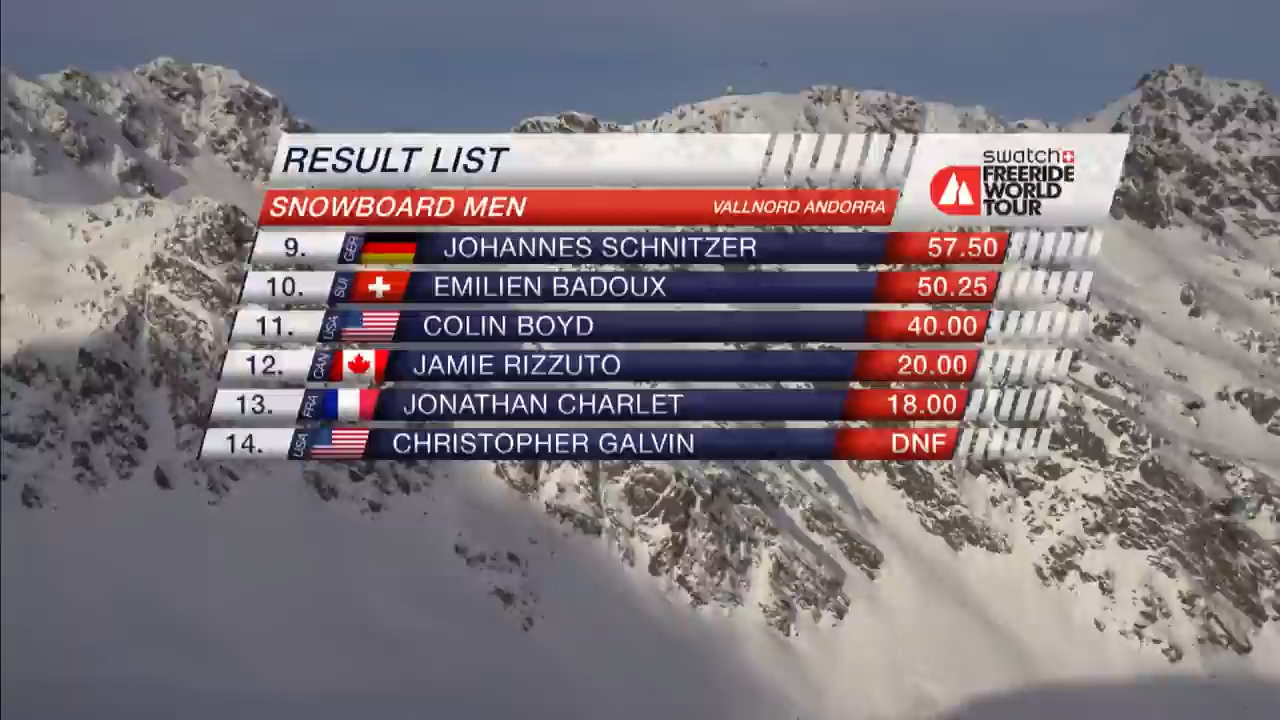 RESULT LIST
swatch
FREERIDE
WORLD
TOUR
SNOWBOARD MEN VALLNORD ANDORRA
9. GER JOHANNES SCHNITZER 57.50
10. SUI EMILIEN BADOUX 50.25
11. USA COLIN BOYD 40.00
12. CAN JAMIE RIZZUTO 20.00
13. FRA JONATHAN CHARLET 18.00
14. USA CHRISTOPHER GALVIN DNF